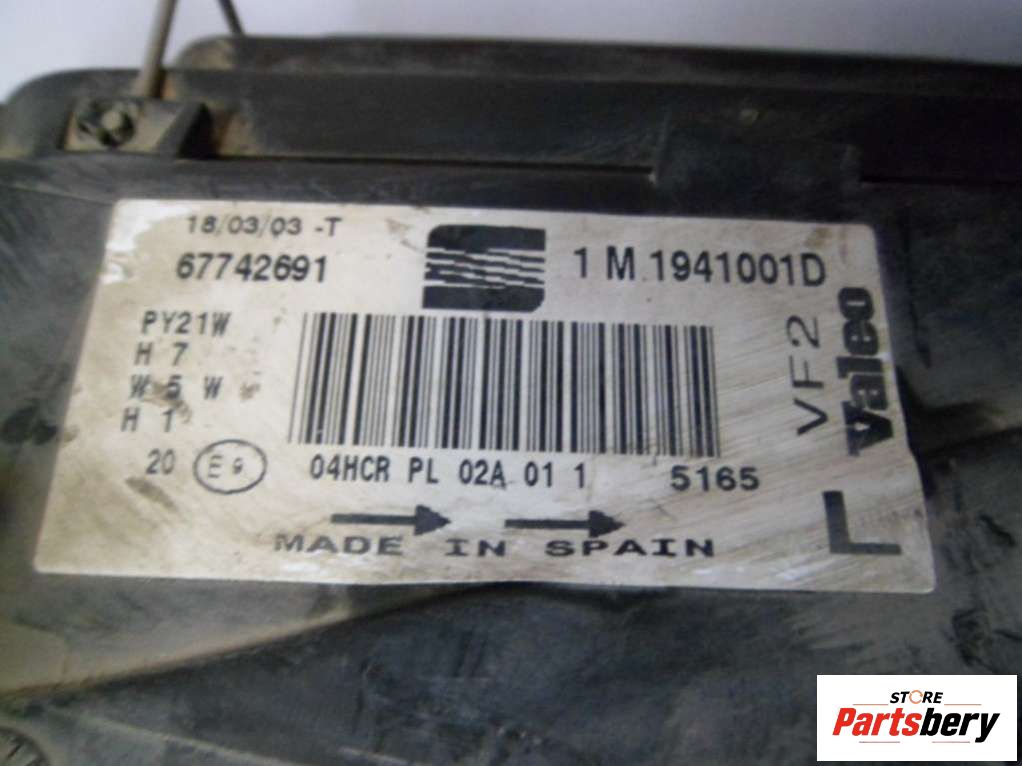 18/03/03 -T
67742691
1 M 1941001D
PY21W
H 7
W 5 W
H 1
20 E 9
04HCR PL 02A 01 1
5165
MADE IN SPAIN
VF2
Valeo
L
STORE
Partsbery